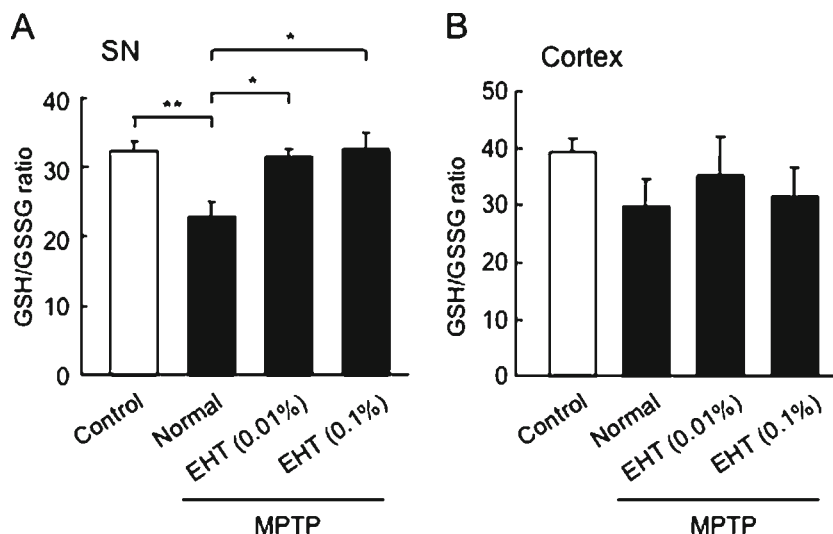 A
SN
*
*
**
GSH/GSSG ratio
40
30
20
10
0
Control
Normal
EHT (0.01%)
EHT (0.1%)
MPTP
B
Cortex
GSH/GSSG ratio
50
40
30
20
10
0
Control
Normal
EHT (0.01%)
EHT (0.1%)
MPTP